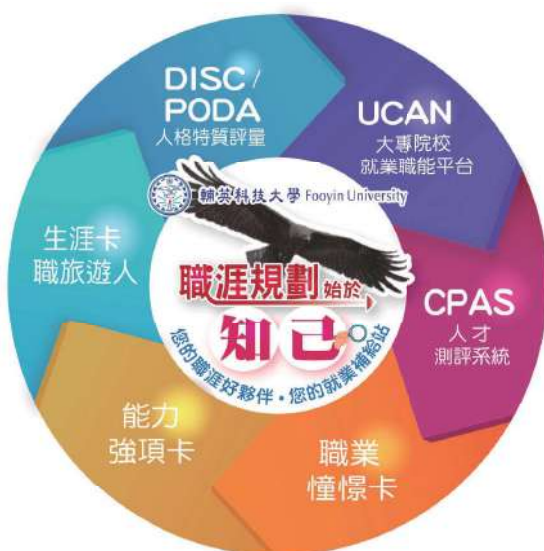 DISC/
PODA
人格特質評量
UCAN
大專院校
就業職能平台
CPAS
人才
測評系統
職業
憧憬卡
能力
強項卡
生涯卡
職旅遊人
輔英科技大學 Fooyin University
職涯規劃始於
知己
您的職涯好夥伴・您的就業補給站